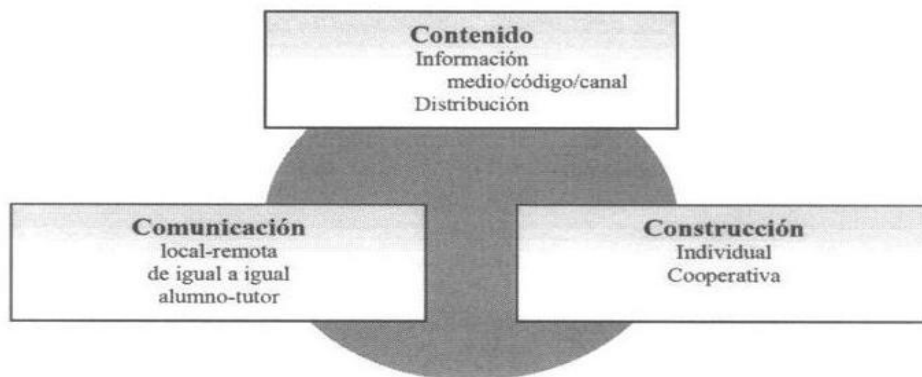 Contenido
Información
medio/código/canal
Distribución
Comunicación
local-remota
de igual a igual
alumno-tutor
Construcción
Individual
Cooperativa